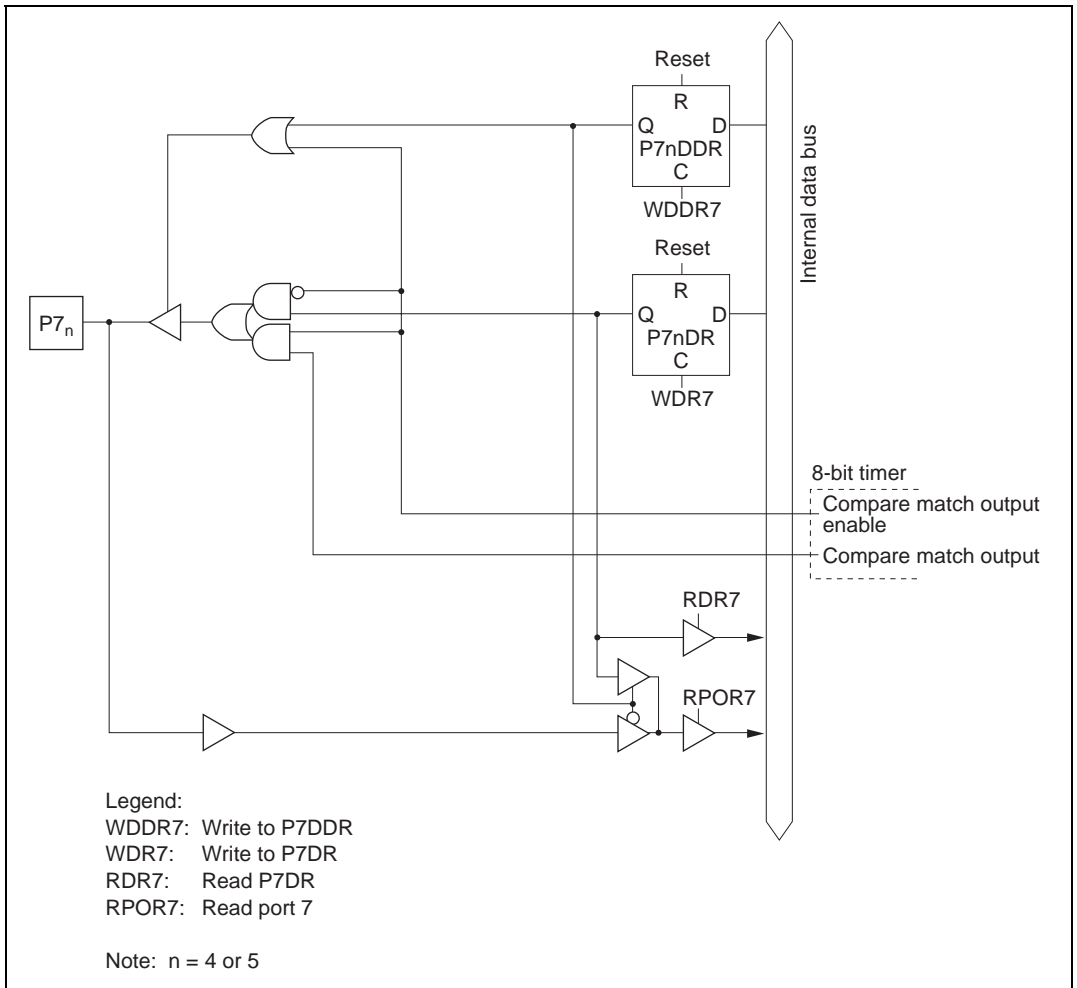 Reset
R
Q D
P7nDDR
C
WDDR7
Internal data bus
Reset
R
Q D
P7nDR
C
WDR7
P7n
8-bit timer
Compare match output
enable
Compare match output
RDR7
RPOR7
Legend:
WDDR7: Write to P7DDR
WDR7: Write to P7DR
RDR7: Read P7DR
RPOR7: Read port 7
Note: n = 4 or 5